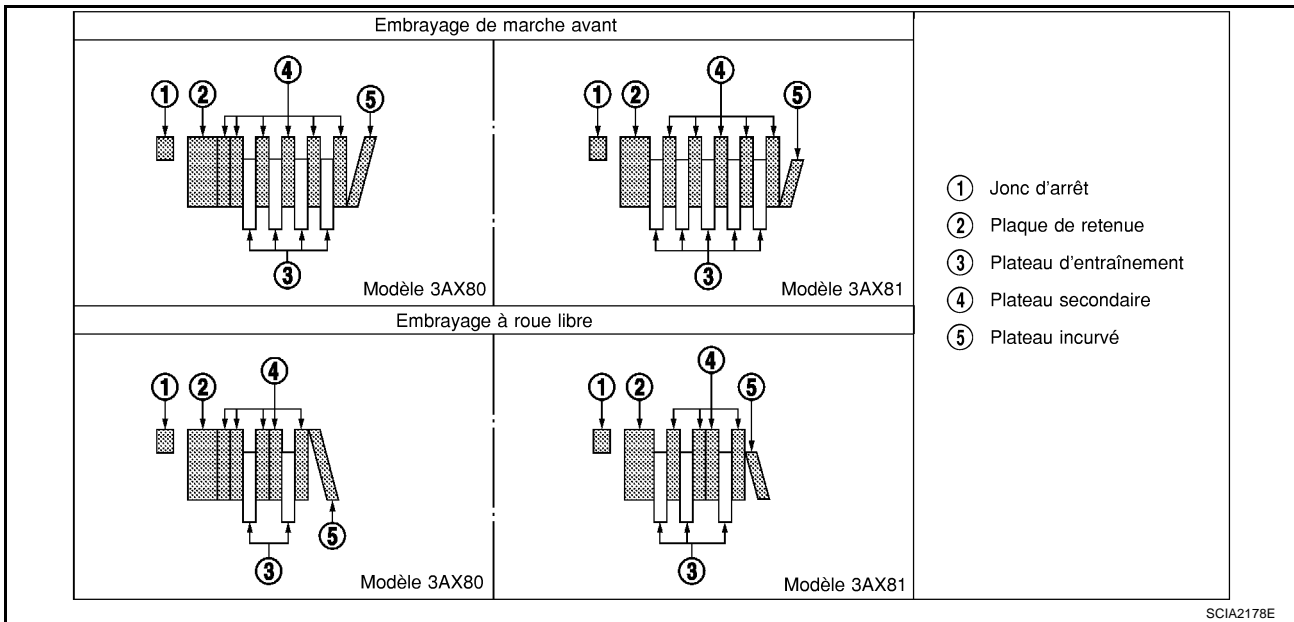 Embrayage de marche avant
1 2 4 5
3
Modèle 3AX80
1 2 4 5
3
Modèle 3AX81
Embrayage à roue libre
1 2 4
5
3
Modèle 3AX80
1 2 4 5
3
Modèle 3AX81
1 Jonc d'arrêt
2 Plaque de retenue
3 Plateau d'entraînement
4 Plateau secondaire
5 Plateau incurvé
SCIA2178E